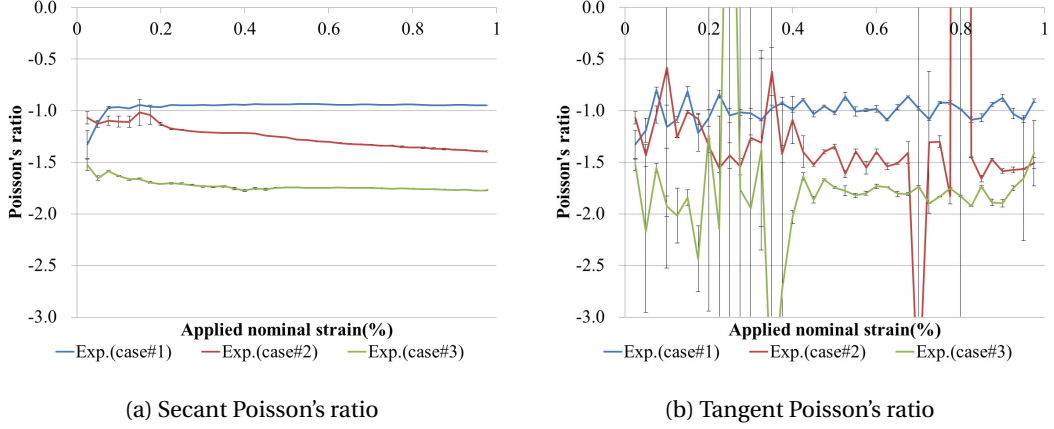 0 0.2 0.4 0.6 0.8 1
-0.5
-1.0
-1.5
-2.0
-2.5
-3.0
Poisson's ratio
Applied nominal strain(%)
Exp.(case#1) Exp.(case#2) Exp.(case#3)
(a) Secant Poisson’s ratio
0 0.2 0.4 0.6 0.8 1
0.0
-0.5
-1.0
-1.5
-2.0
-2.5
-3.0
Poisson's ratio
Applied nominal strain(%)
Exp.(case#1) Exp.(case#2) Exp.(case#3)
(b) Tangent Poisson’s ratio